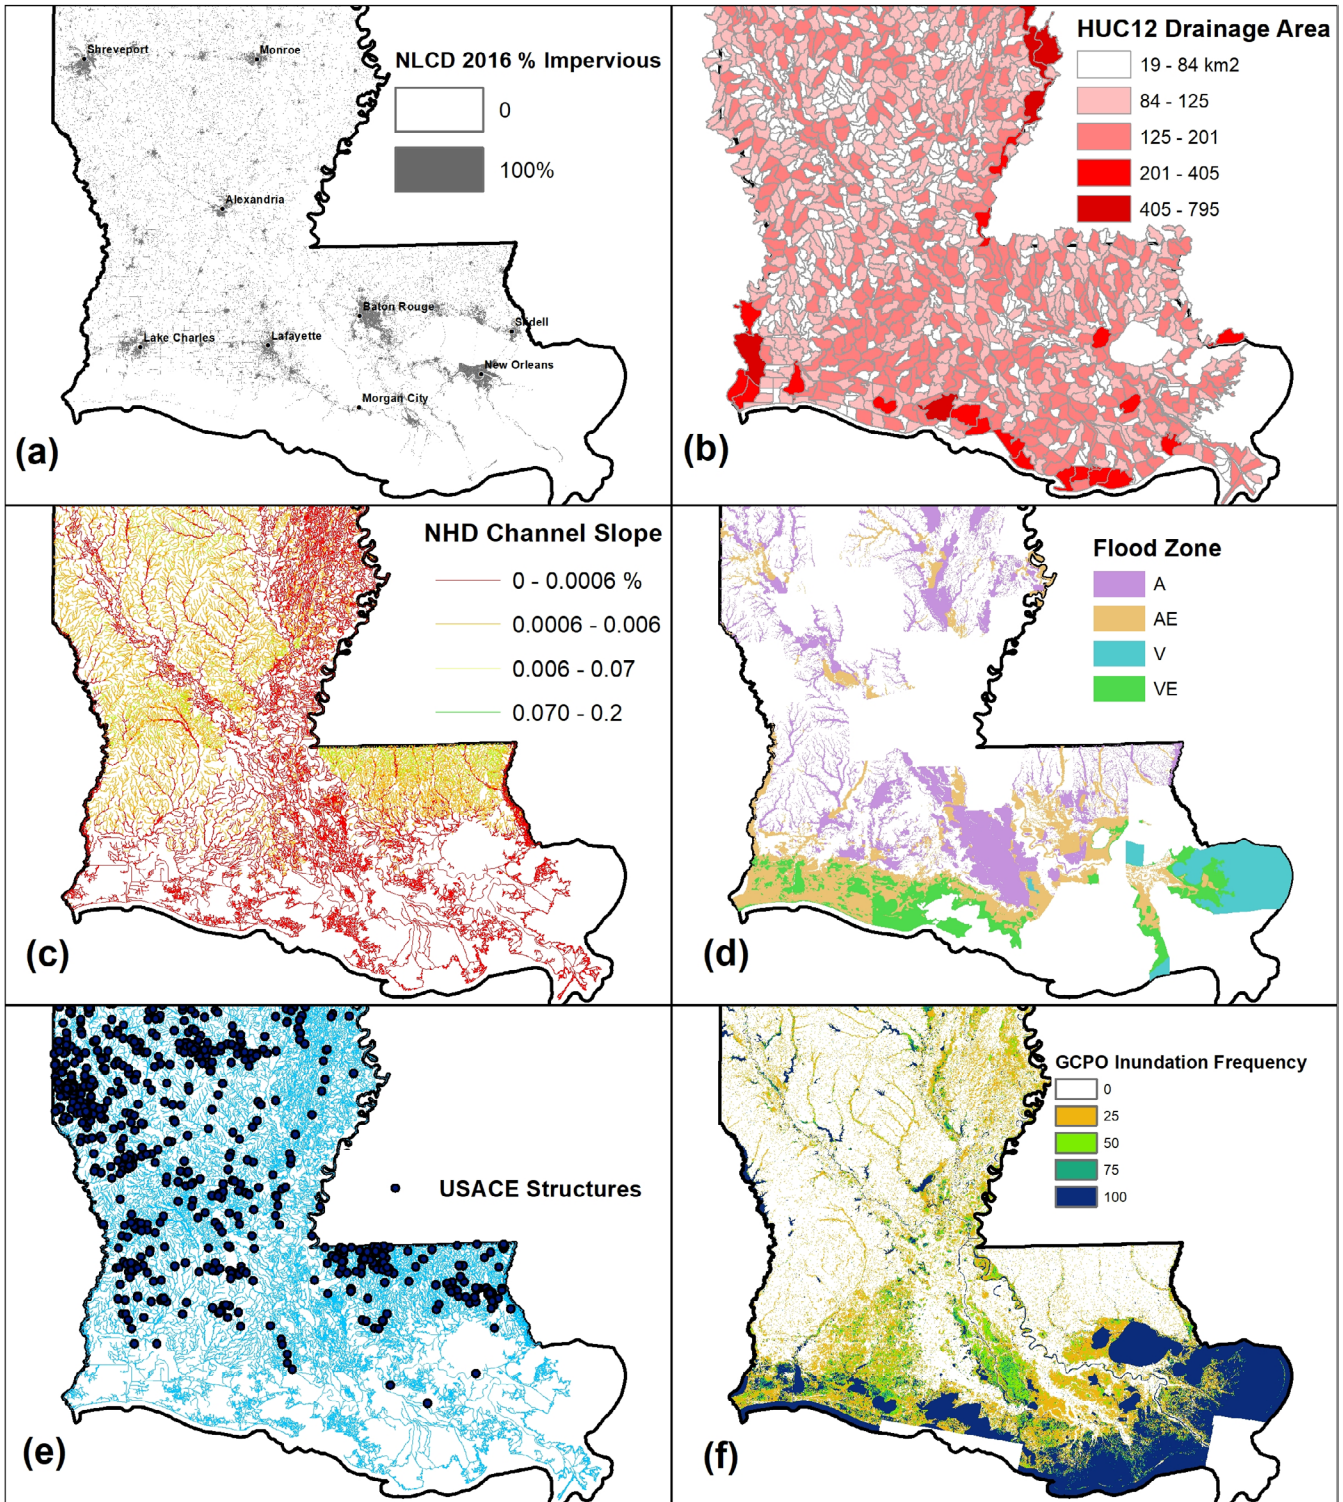 Shreveport
Monroe
NLCD 2016 % Impervious
0
100%
Alexandria
Baton Rouge
Slidell
Lake Charles
Lafayette
New Orleans
Morgan City
(a)
HUC12 Drainage Area
19 - 84 km2
84 - 125
125 - 201
201 - 405
405 - 795
(b)
NHD Channel Slope
0 - 0.0006 %
0.0006 - 0.006
0.006 - 0.07
0.070 - 0.2
(c)
Flood Zone
A
AE
V
VE
(d)
USACE Structures
(e)
GCPO Inundation Frequency
0
25
50
75
100
(f)